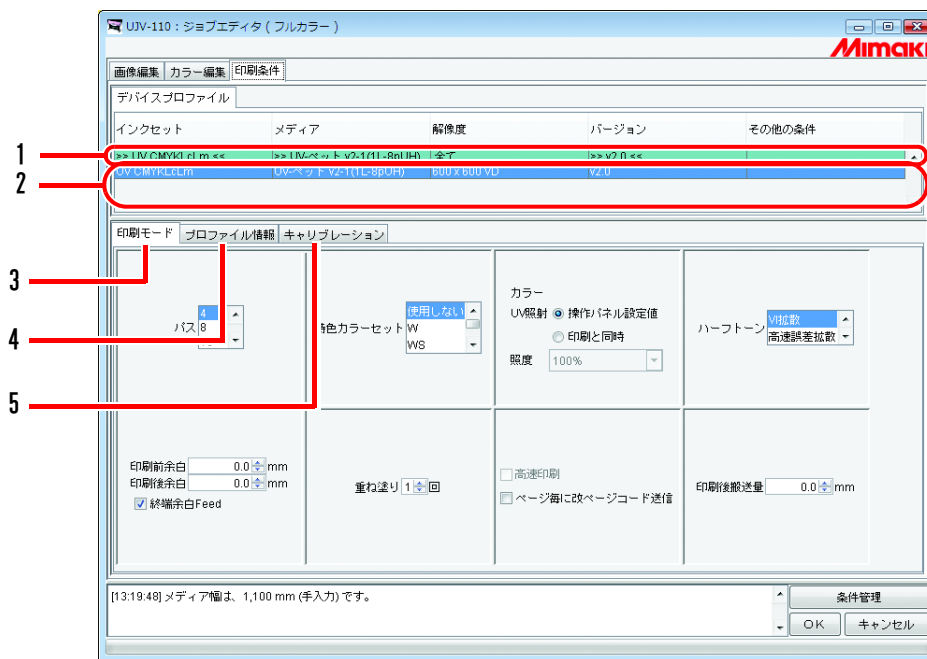 UJV-110 : ジョブエディタ ( フルカラー )
Mimaki
画像編集 カラー編集 印刷条件
デバイスプロファイル
インクセット メディア 解像度 バージョン その他の条件
1
>> UV CMYKLcLm << >> UV-ペット v2-1(1L-8pUH) 全て >> v2.0 <<
2
UV CMYKLcLm UV-ペット v2-1(1L-8pUH) 600 x 600 VD v2.0
印刷モード プロファイル情報 キャリブレーション
3
4
5
パス 4
8
特色カラーセット 使用しない
W
WS
カラー
UV照射 操作パネル設定値
印刷と同時
照度 100%
ハーフトーン VI拡散
高速誤差拡散
印刷前余白 0.0 mm
印刷後余白 0.0 mm
終端余白Feed
重ね塗り 1 回
高速印刷
ページ毎に改ページコード送信
印刷後搬送量 0.0 mm
[13:19:48] メディア幅は、1,100 mm (手入力) です。
条件管理
OK キャンセル